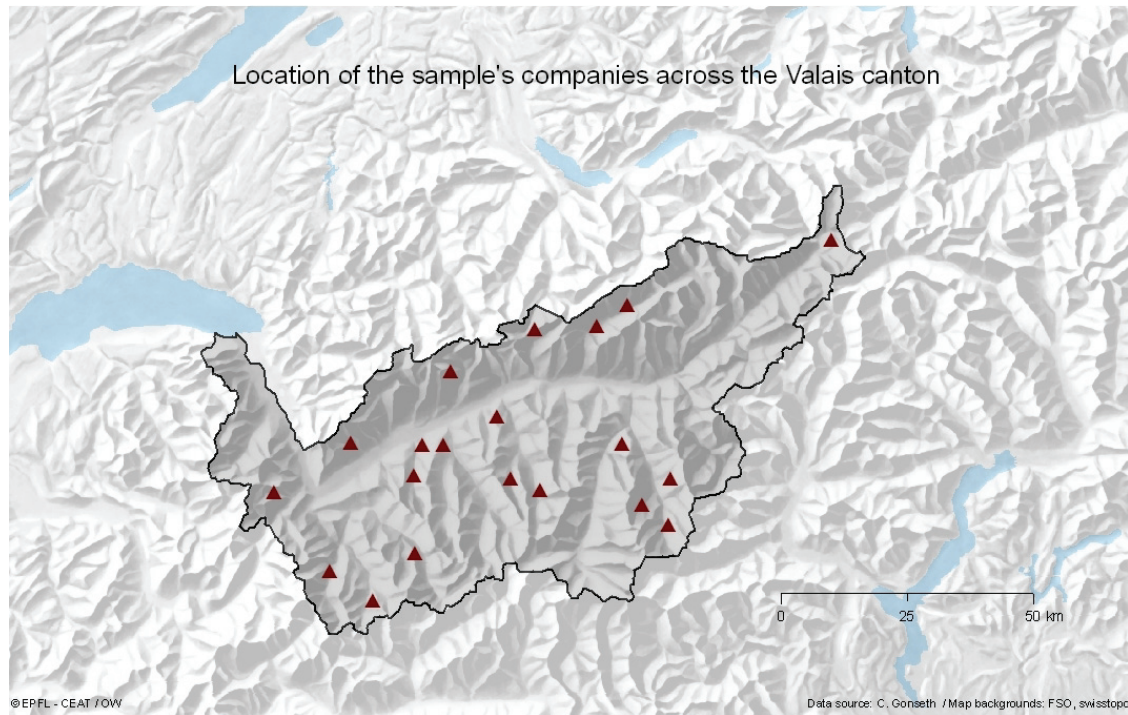 Location of the sample's companies across the Valais canton
0 25 50 km
©EPFL - CEAT / OW
Data source: C. Gonseth / Map backgrounds: FSO, swisstopo